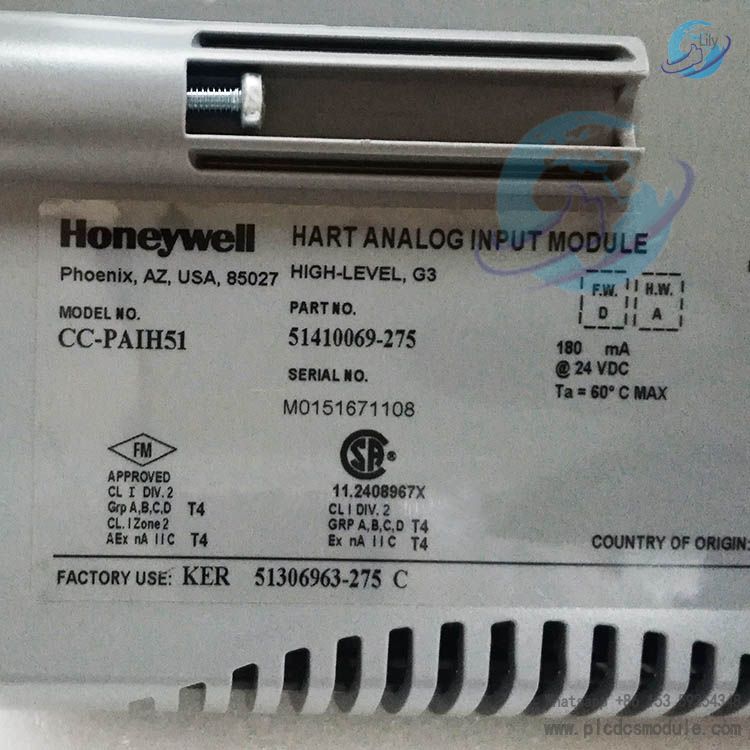 Lily
Honeywell
HART ANALOG INPUT MODULE
Phoenix, AZ, USA, 85027
HIGH-LEVEL, G3
F.W. H.W.
D A
MODEL NO.
PART NO.
CC-PAIH51
51410069-275
180 mA
@ 24 VDC
Ta = 60° C MAX
SERIAL NO.
M0151671108
FM
APPROVED
CL I DIV. 2
Grp A,B,C,D T4
CL. I Zone 2
AEx nA IIC T4
SA
11.2408967X
CL I DIV. 2
GRP A,B,C,D T4
Ex nA IIC T4
COUNTRY OF ORIGIN:
FACTORY USE: KER 51306963-275 C
www.plcdcsmodule.com